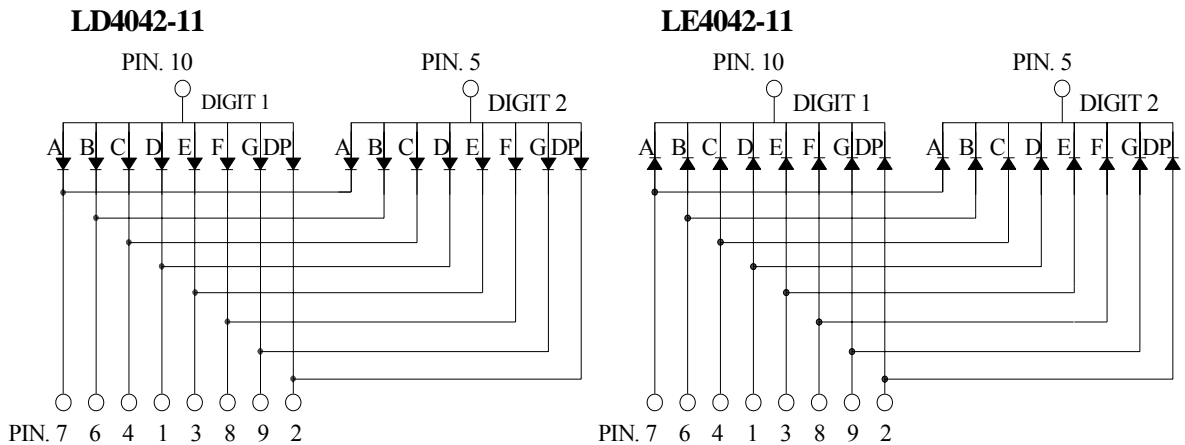 LD4042-11
LE4042-11
PIN. 10
PIN. 5
PIN. 10
PIN. 5
DIGIT 1
DIGIT 2
DIGIT 1
DIGIT 2
A B C D E F G DP
A B C D E F G DP
A B C D E F G DP
A B C D E F G DP
PIN. 7 6 4 1 3 8 9 2
PIN. 7 6 4 1 3 8 9 2